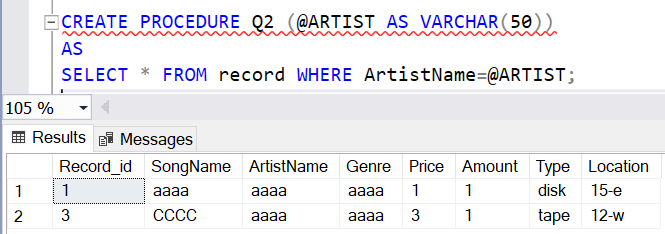 CREATE PROCEDURE Q2 (@ARTIST AS VARCHAR(50))
AS
SELECT * FROM record WHERE ArtistName=@ARTIST;
105 %
Results Messages
Record_id SongName ArtistName Genre Price Amount Type Location
1 1 aaaa aaaa aaaa 1 1 disk 15-e
2 3 CCCC aaaa aaaa 3 1 tape 12-w